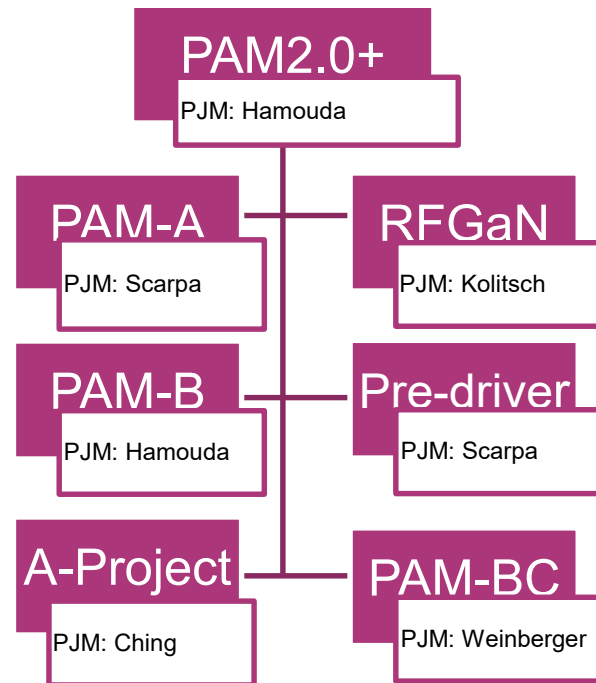 PAM2.0+
PJM: Hamouda
PAM-A
PJM: Scarpa
RFGaN
PJM: Kolitsch
PAM-B
PJM: Hamouda
Pre-driver
PJM: Scarpa
A-Project
PJM: Ching
PAM-BC
PJM: Weinberger